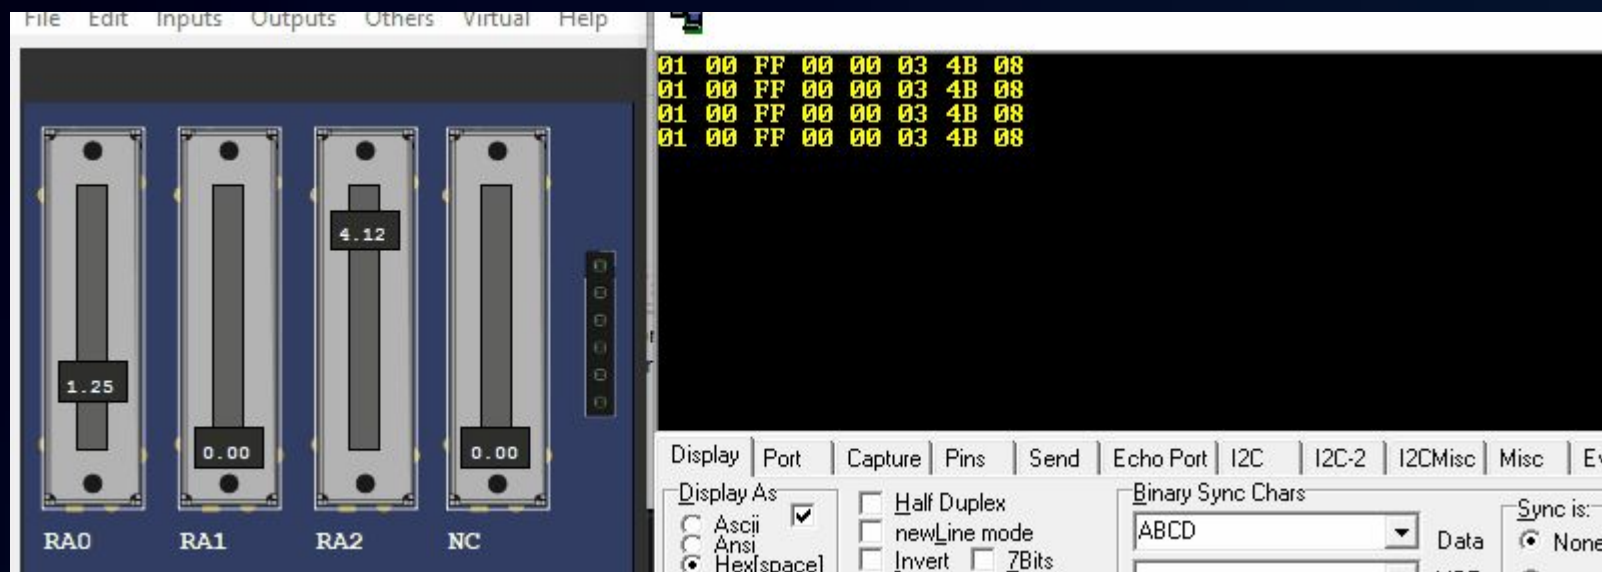 File Edit Inputs Outputs Others Virtual Help
4.12
1.25
0.00
0.00
RA0 RA1 RA2 NC
01 00 FF 00 00 03 4B 08
01 00 FF 00 00 03 4B 08
01 00 FF 00 00 03 4B 08
01 00 FF 00 00 03 4B 08
Display Port Capture Pins Send Echo Port I2C I2C-2 I2CMisc Misc
Display As
Ascii
Ansi
Hex[space]
Half Duplex
newLine mode
Invert 7Bits
Binary Sync Chars
ABCD
Data
Sync is:
None